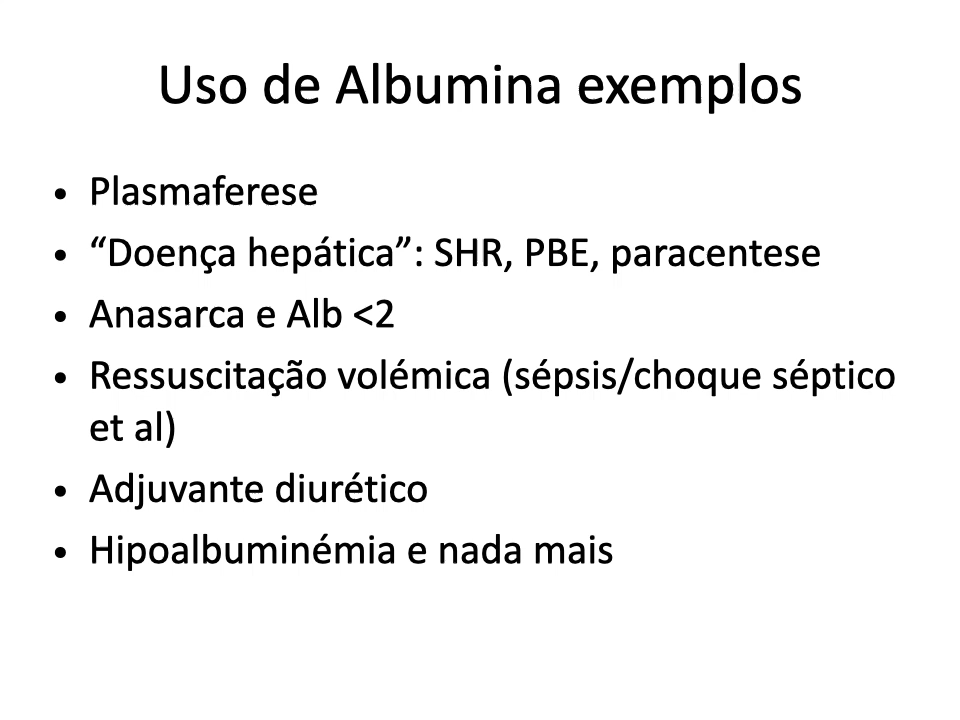 Uso de Albumina exemplos
• Plasmaferese
• “Doença hepática”: SHR, PBE, paracentese
• Anasarca e Alb <2
• Ressuscitação volémica (sépsis/choque séptico
et al)
• Adjuvante diurético
• Hipoalbuminémia e nada mais